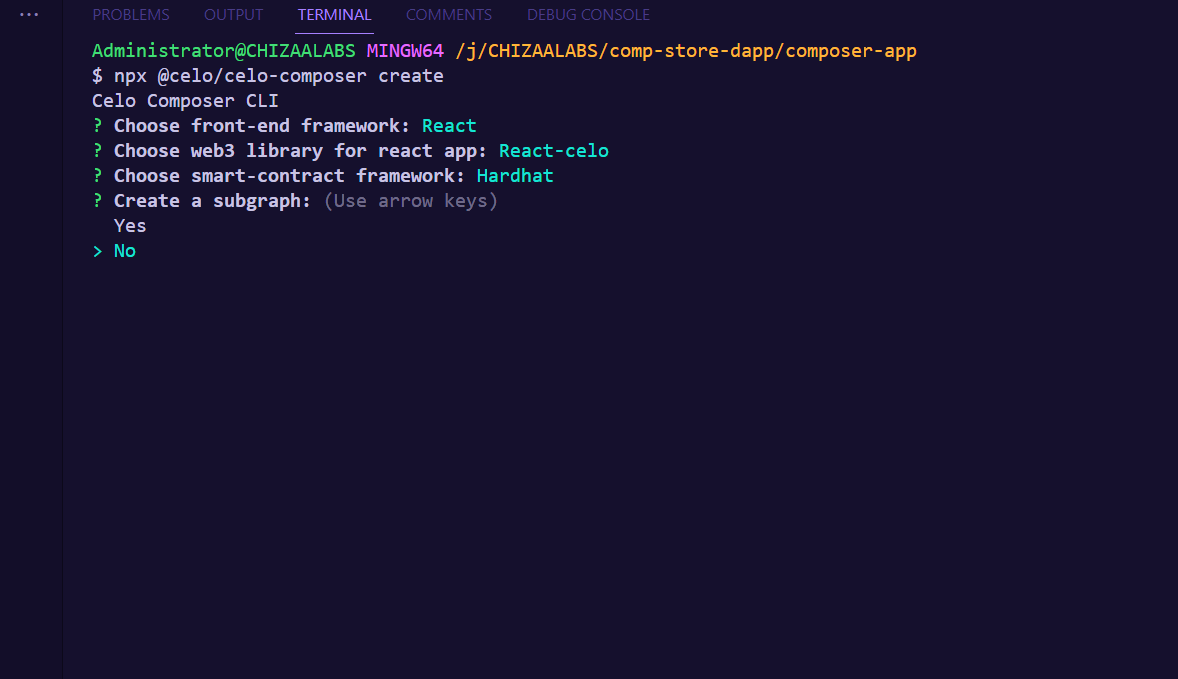 PROBLEMS OUTPUT TERMINAL COMMENTS DEBUG CONSOLE
Administrator@CHIZAALABS MINGW64 /j/CHIZAALABS/comp-store-dapp/composer-app
$ npx @celo/celo-composer create
Celo Composer CLI
? Choose front-end framework: React
? Choose web3 library for react app: React-celo
? Choose smart-contract framework: Hardhat
? Create a subgraph: (Use arrow keys)
  Yes
> No